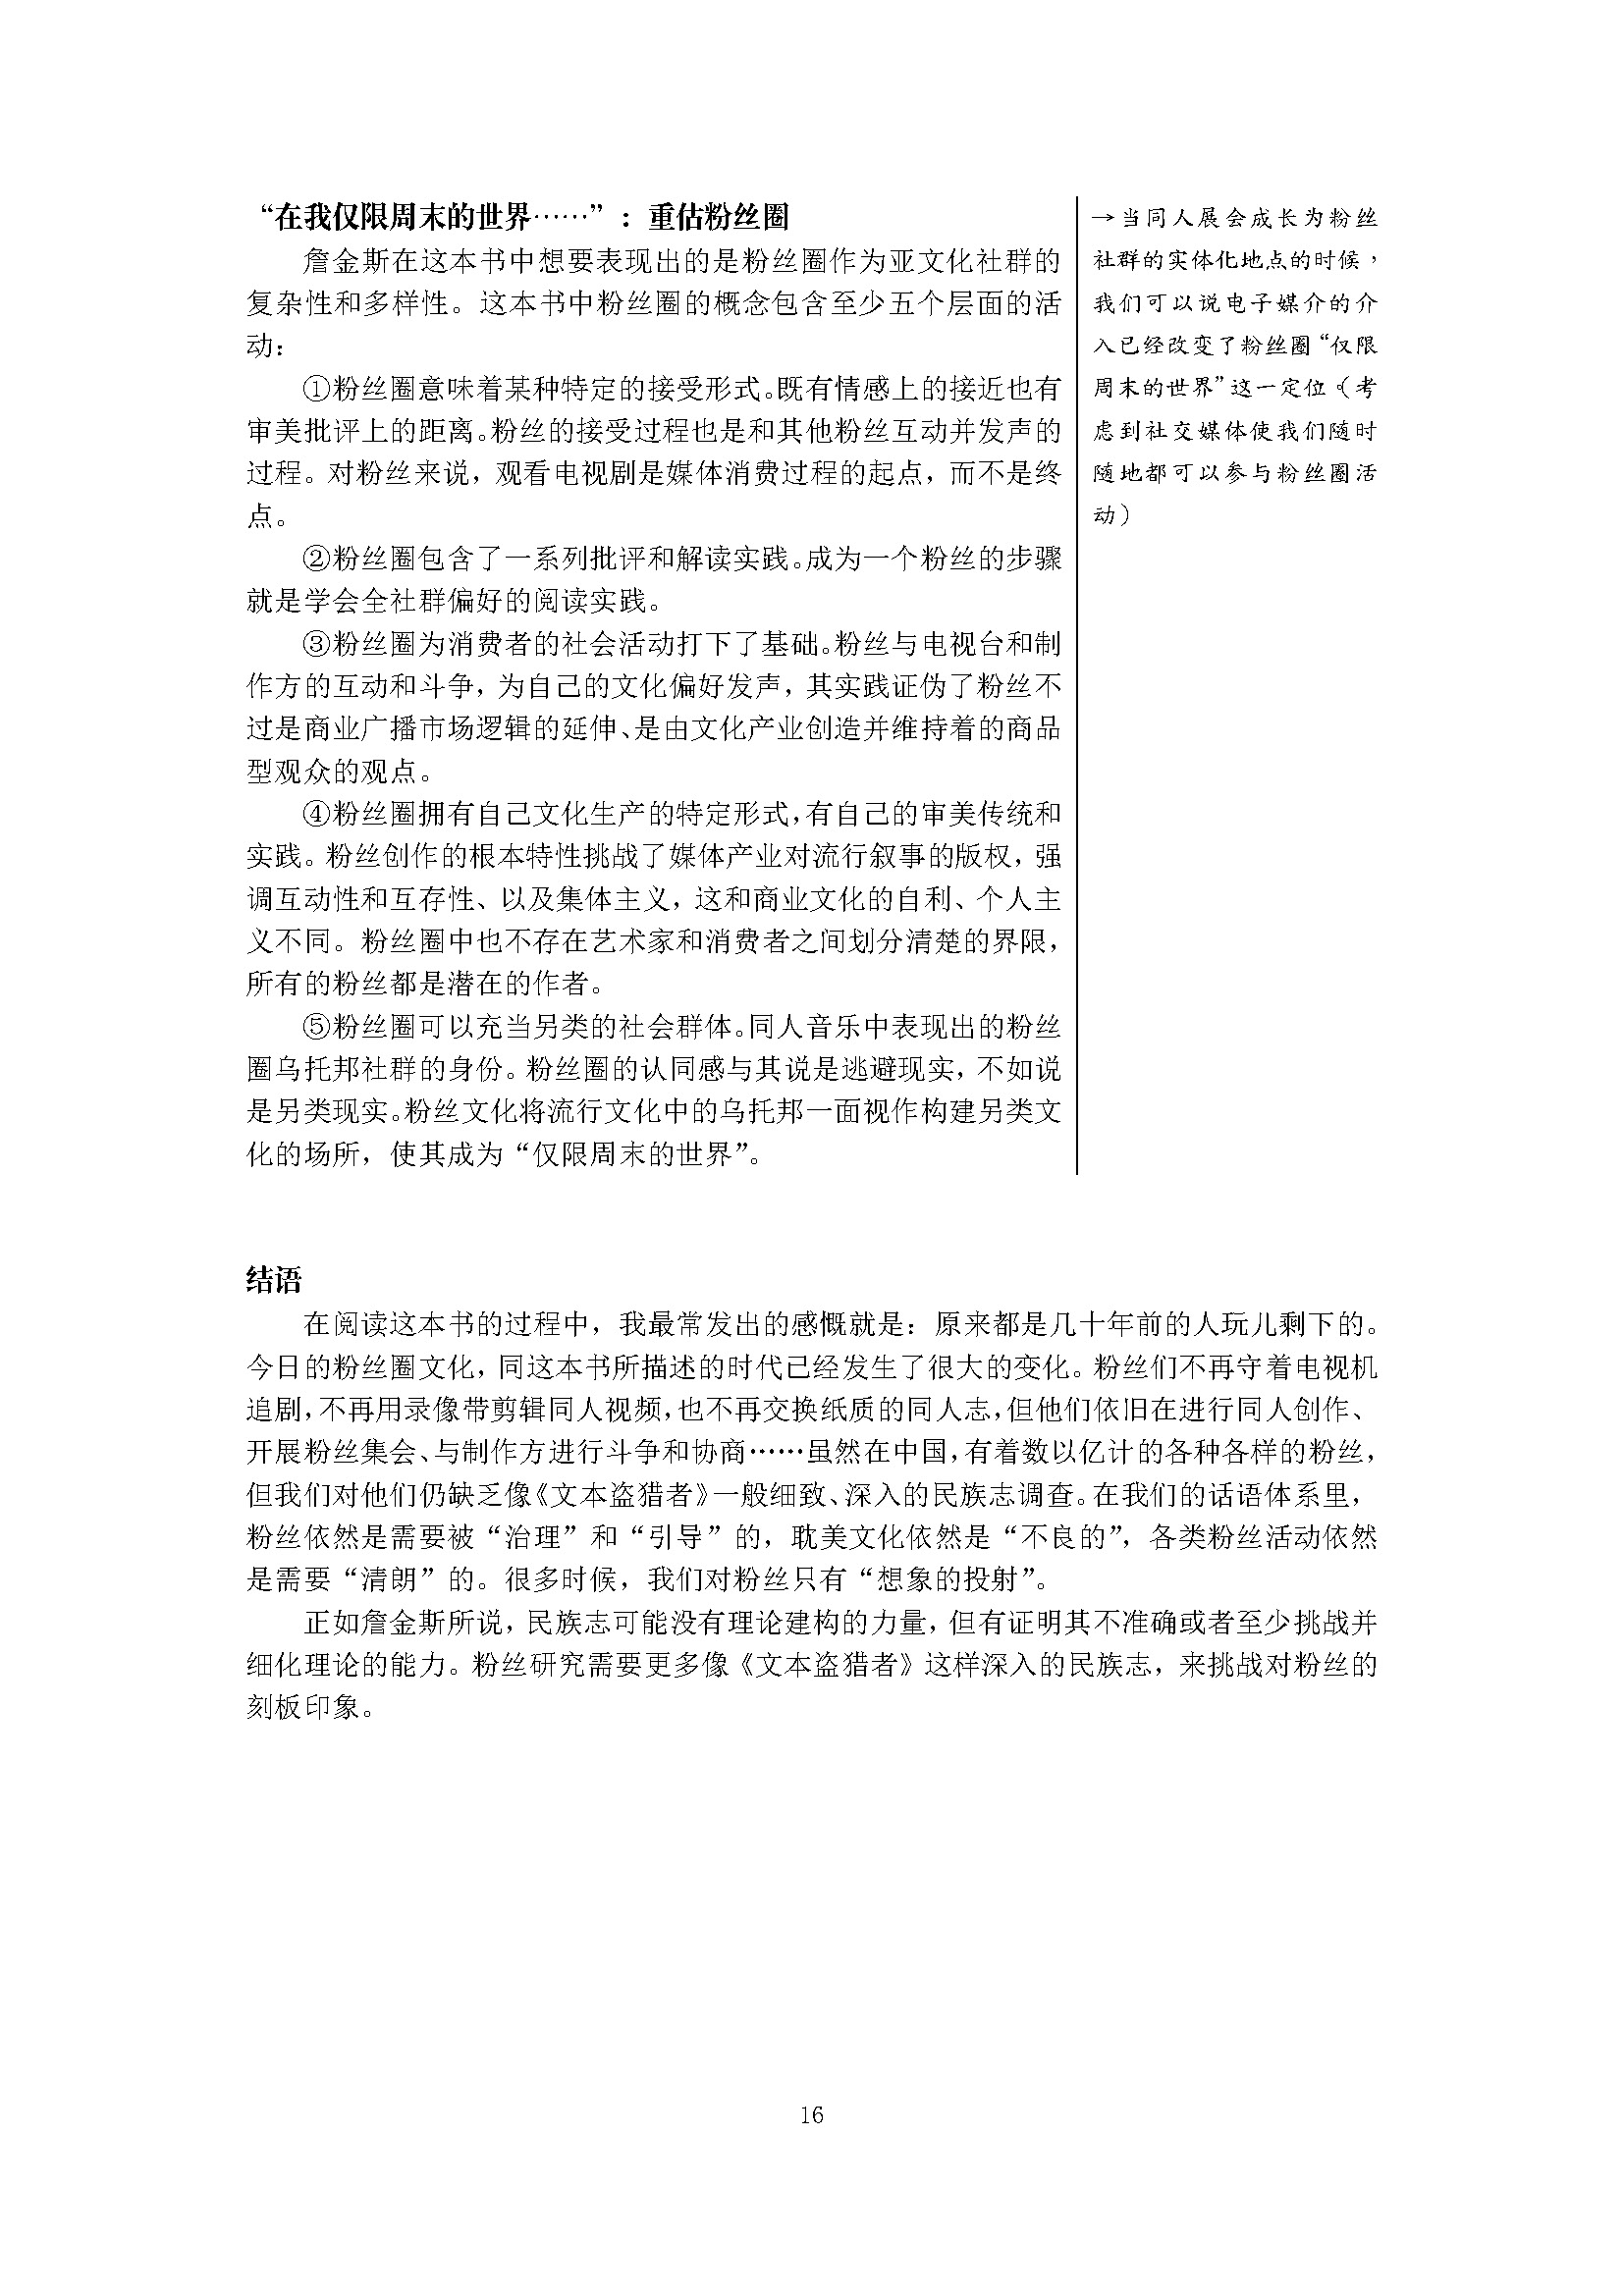 “在我仅限周末的世界……”：重估粉丝圈
詹金斯在这本书中想要表现出的是粉丝圈作为亚文化社群的
复杂性和多样性。这本书中粉丝圈的概念包含至少五个层面的活
动：
①粉丝圈意味着某种特定的接受形式。既有情感上的接近也有
审美批评上的距离。粉丝的接受过程也是和其他粉丝互动并发声的
过程。对粉丝来说，观看电视剧是媒体消费过程的起点，而不是终
点。
②粉丝圈包含了一系列批评和解读实践。成为一个粉丝的步骤
就是学会全社群偏好的阅读实践。
③粉丝圈为消费者的社会活动打下了基础。粉丝与电视台和制
作方的互动和斗争，为自己的文化偏好发声，其实践证伪了粉丝不
过是商业广播市场逻辑的延伸、是由文化产业创造并维持着的商品
型观众的观点。
④粉丝圈拥有自己文化生产的特定形式，有自己的审美传统和
实践。粉丝创作的根本特性挑战了媒体产业对流行叙事的版权，强
调互动性和互存性、以及集体主义，这和商业文化的自利、个人主
义不同。粉丝圈中也不存在艺术家和消费者之间划分清楚的界限，
所有的粉丝都是潜在的作者。
⑤粉丝圈可以充当另类的社会群体。同人音乐中表现出的粉丝
圈乌托邦社群的身份。粉丝圈的认同感与其说是逃避现实，不如说
是另类现实。粉丝文化将流行文化中的乌托邦一面视作构建另类文
化的场所，使其成为“仅限周末的世界”。
→当同人展会成长为粉丝
社群的实体化地点的时候，
我们可以说电子媒介的介
入已经改变了粉丝圈“仅限
周末的世界”这一定位。（考
虑到社交媒体使我们随时
随地都可以参与粉丝圈活
动）
结语
在阅读这本书的过程中，我最常发出的感慨就是：原来都是几十年前的人玩儿剩下的。
今日的粉丝圈文化，同这本书所描述的时代已经发生了很大的变化。粉丝们不再守着电视机
追剧，不再用录像带剪辑同人视频，也不再交换纸质的同人志，但他们依旧在进行同人创作、
开展粉丝集会、与制作方进行斗争和协商……虽然在中国，有着数以亿计的各种各样的粉丝，
但我们对他们仍缺乏像《文本盗猎者》一般细致、深入的民族志调查。在我们的话语体系里，
粉丝依然是需要被“治理”和“引导”的，耽美文化依然是“不良的”，各类粉丝活动依然
是需要“清朗”的。很多时候，我们对粉丝只有“想象的投射”。
正如詹金斯所说，民族志可能没有理论建构的力量，但有证明其不准确或者至少挑战并
细化理论的能力。粉丝研究需要更多像《文本盗猎者》这样深入的民族志，来挑战对粉丝的
刻板印象。
16